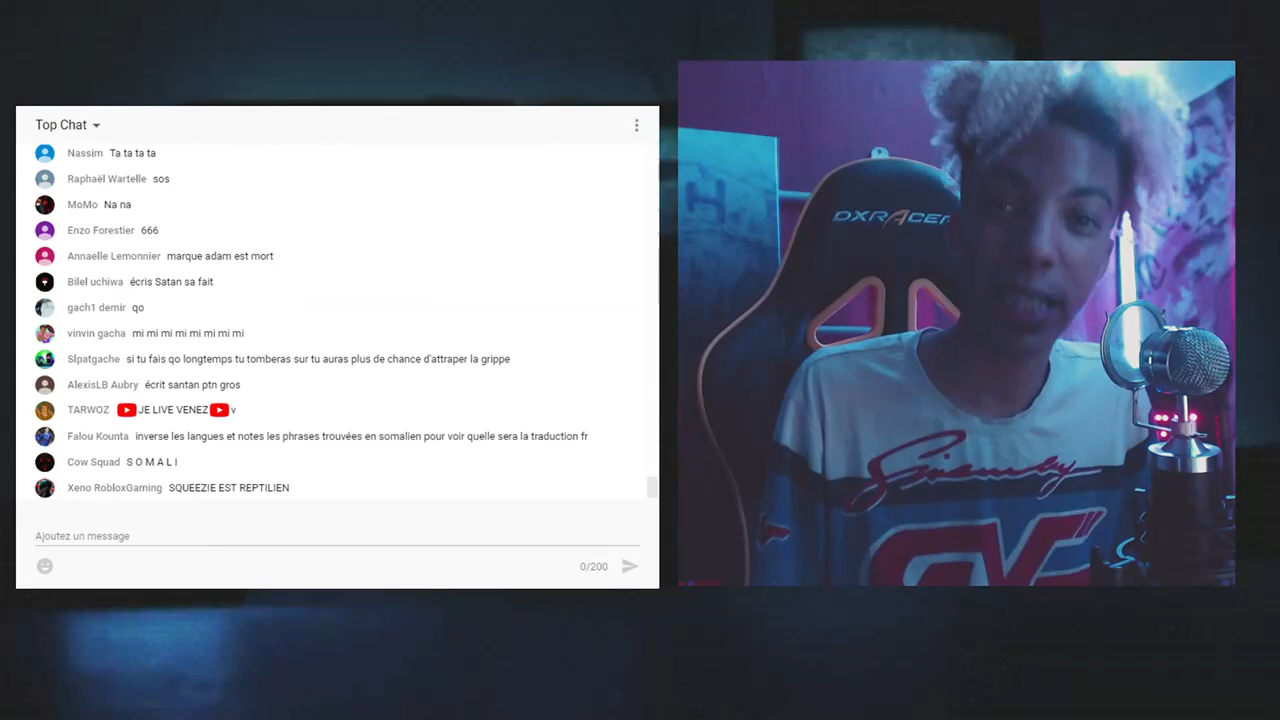 Top Chat
Nassim Ta ta ta ta
Raphaël Wartelle sos
MoMo Na na
Enzo Forestier 666
Annaelle Lemonnier marque adam est mort
Bilel uchiwa écris Satan sa fait
gach1 demir qo
vinvin gacha mi mi mi mi mi mi mi mi
Slpatgache si tu fais qo longtemps tu tomberas sur tu auras plus de chance d'attraper la grippe
AlexisLB Aubry écrit santan ptn gros
TARWOZ JE LIVE VENEZ v
Falou Kounta inverse les langues et notes les phrases trouvées en somalien pour voir quelle sera la traduction fr
Cow Squad S O M A L I
Xeno RobloxGaming SQUEEZIE EST REPTILIEN
Ajoutez un message
0/200
H
DXRACER